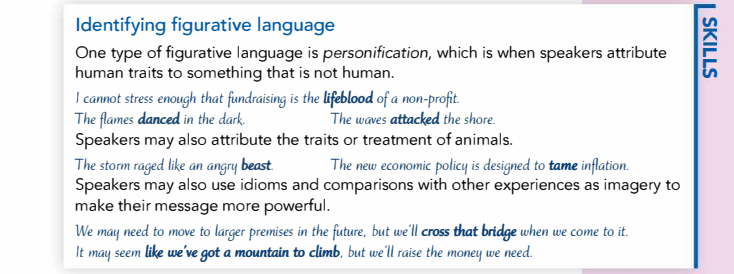 Identifying figurative language
One type of figurative language is personification, which is when speakers attribute
human traits to something that is not human.
I cannot stress enough that fundraising is the lifeblood of a non-profit.
The flames danced in the dark. The waves attacked the shore.
Speakers may also attribute the traits or treatment of animals.
The storm raged like an angry beast. The new economic policy is designed to tame inflation.
Speakers may also use idioms and comparisons with other experiences as imagery to
make their message more powerful.
We may need to move to larger premises in the future, but we'll cross that bridge when we come to it.
It may seem like we've got a mountain to climb, but we'll raise the money we need.
SKILLS